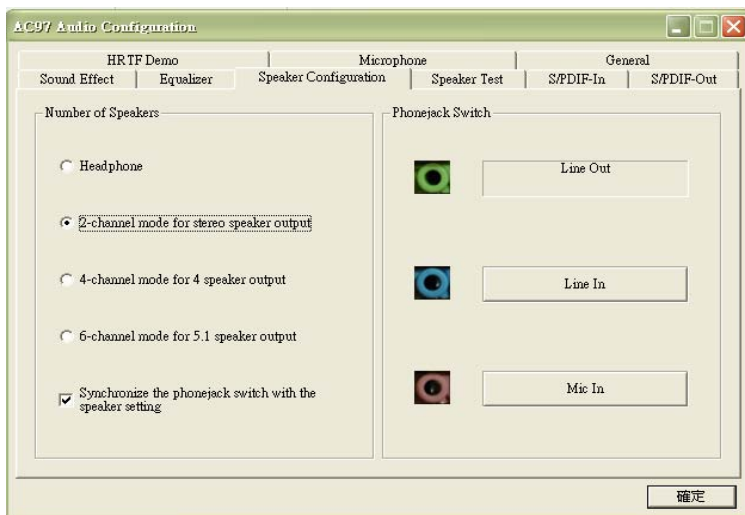 AC97 Audio Configuration
HRTF Demo
Microphone
General
Sound Effect
Equalizer
Speaker Configuration
Speaker Test
S/PDIF-In
S/PDIF-Out
Number of Speakers
Headphone
2-channel mode for stereo speaker output
4-channel mode for 4 speaker output
6-channel mode for 5.1 speaker output
Synchronize the phonejack switch with the
speaker setting
Phonejack Switch
Line Out
Line In
Mic In
確定